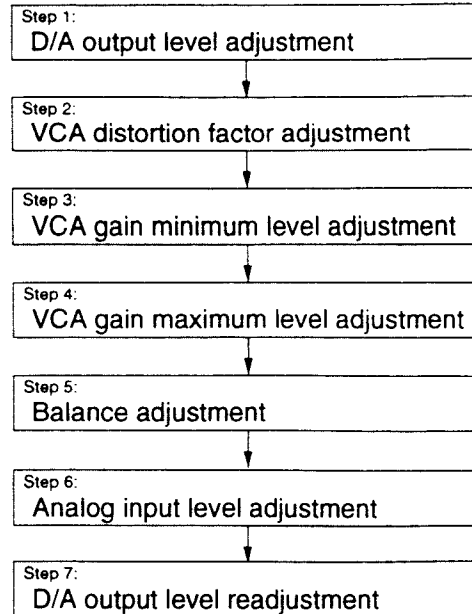 Step 1:
D/A output level adjustment
Step 2:
VCA distortion factor adjustment
Step 3:
VCA gain minimum level adjustment
Step 4:
VCA gain maximum level adjustment
Step 5:
Balance adjustment
Step 6:
Analog input level adjustment
Step 7:
D/A output level readjustment